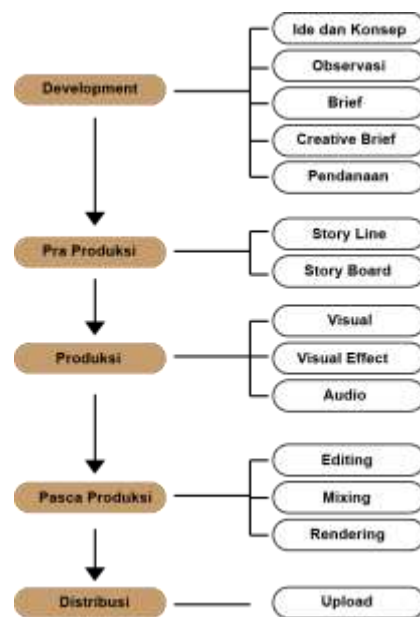 Development
Ide dan Konsep
Observasi
Brief
Creative Brief
Pendanaan
Pra Produksi
Story Line
Story Board
Produksi
Visual
Visual Effect
Audio
Pasca Produksi
Editing
Mixing
Rendering
Distribusi
Upload